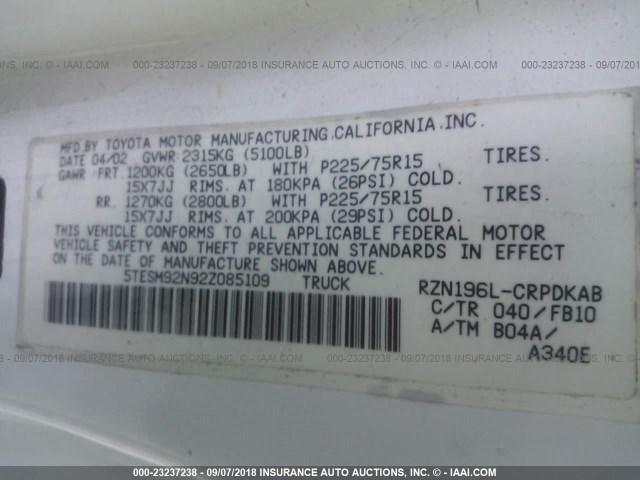 000-23237238 - 09/07/2018 INSURANCE AUTO AUCTIONS, INC. - IAAI.COM
MFD.BY TOYOTA MOTOR MANUFACTURING,CALIFORNIA,INC.
DATE 04/02 GVWR 2315KG (5100LB)
GAWR FRT.1200KG (2650LB) WITH P225/75R15 TIRES.
15X7JJ RIMS. AT 180KPA (26PSI) COLD.
RR. 1270KG (2800LB) WITH P225/75R15 TIRES.
15X7JJ RIMS. AT 200KPA (29PSI) COLD.
THIS VEHICLE CONFORMS TO ALL APPLICABLE FEDERAL MOTOR
VEHICLE SAFETY AND THEFT PREVENTION STANDARDS IN EFFECT
ON THE DATE OF MANUFACTURE SHOWN ABOVE.
5TESM92N92Z085109 TRUCK RZN196L-CRPDKAB
C/TR 040/FB10
A/TM B04A/
A340E
000-23237238 - 09/07/2018 INSURANCE AUTO AUCTIONS, INC. - IAAI.COM
000-23237238 - 09/07/2018 INSURANCE AUTO AUCTIONS, INC. - IAAI.COM